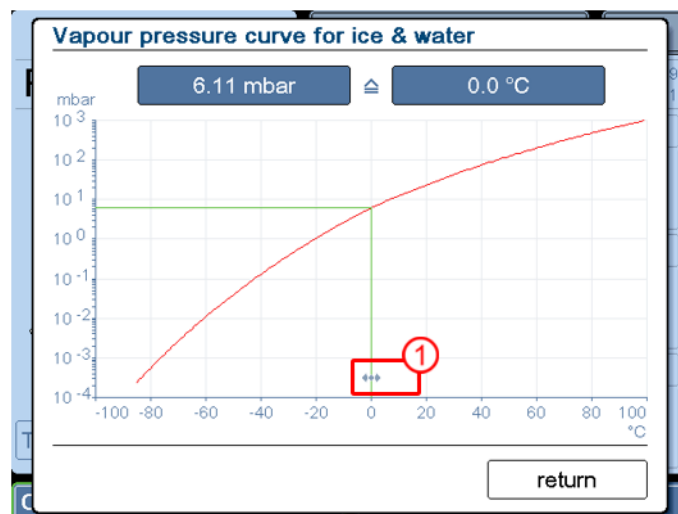 Vapour pressure curve for ice & water
6.11 mbar ≙ 0.0 °C
mbar
10 3
10 2
10 1
10 0
10 -1
10 -2
10 -3
10 -4
-100 -80 -60 -40 -20 0 20 40 60 80 100
°C
1
return